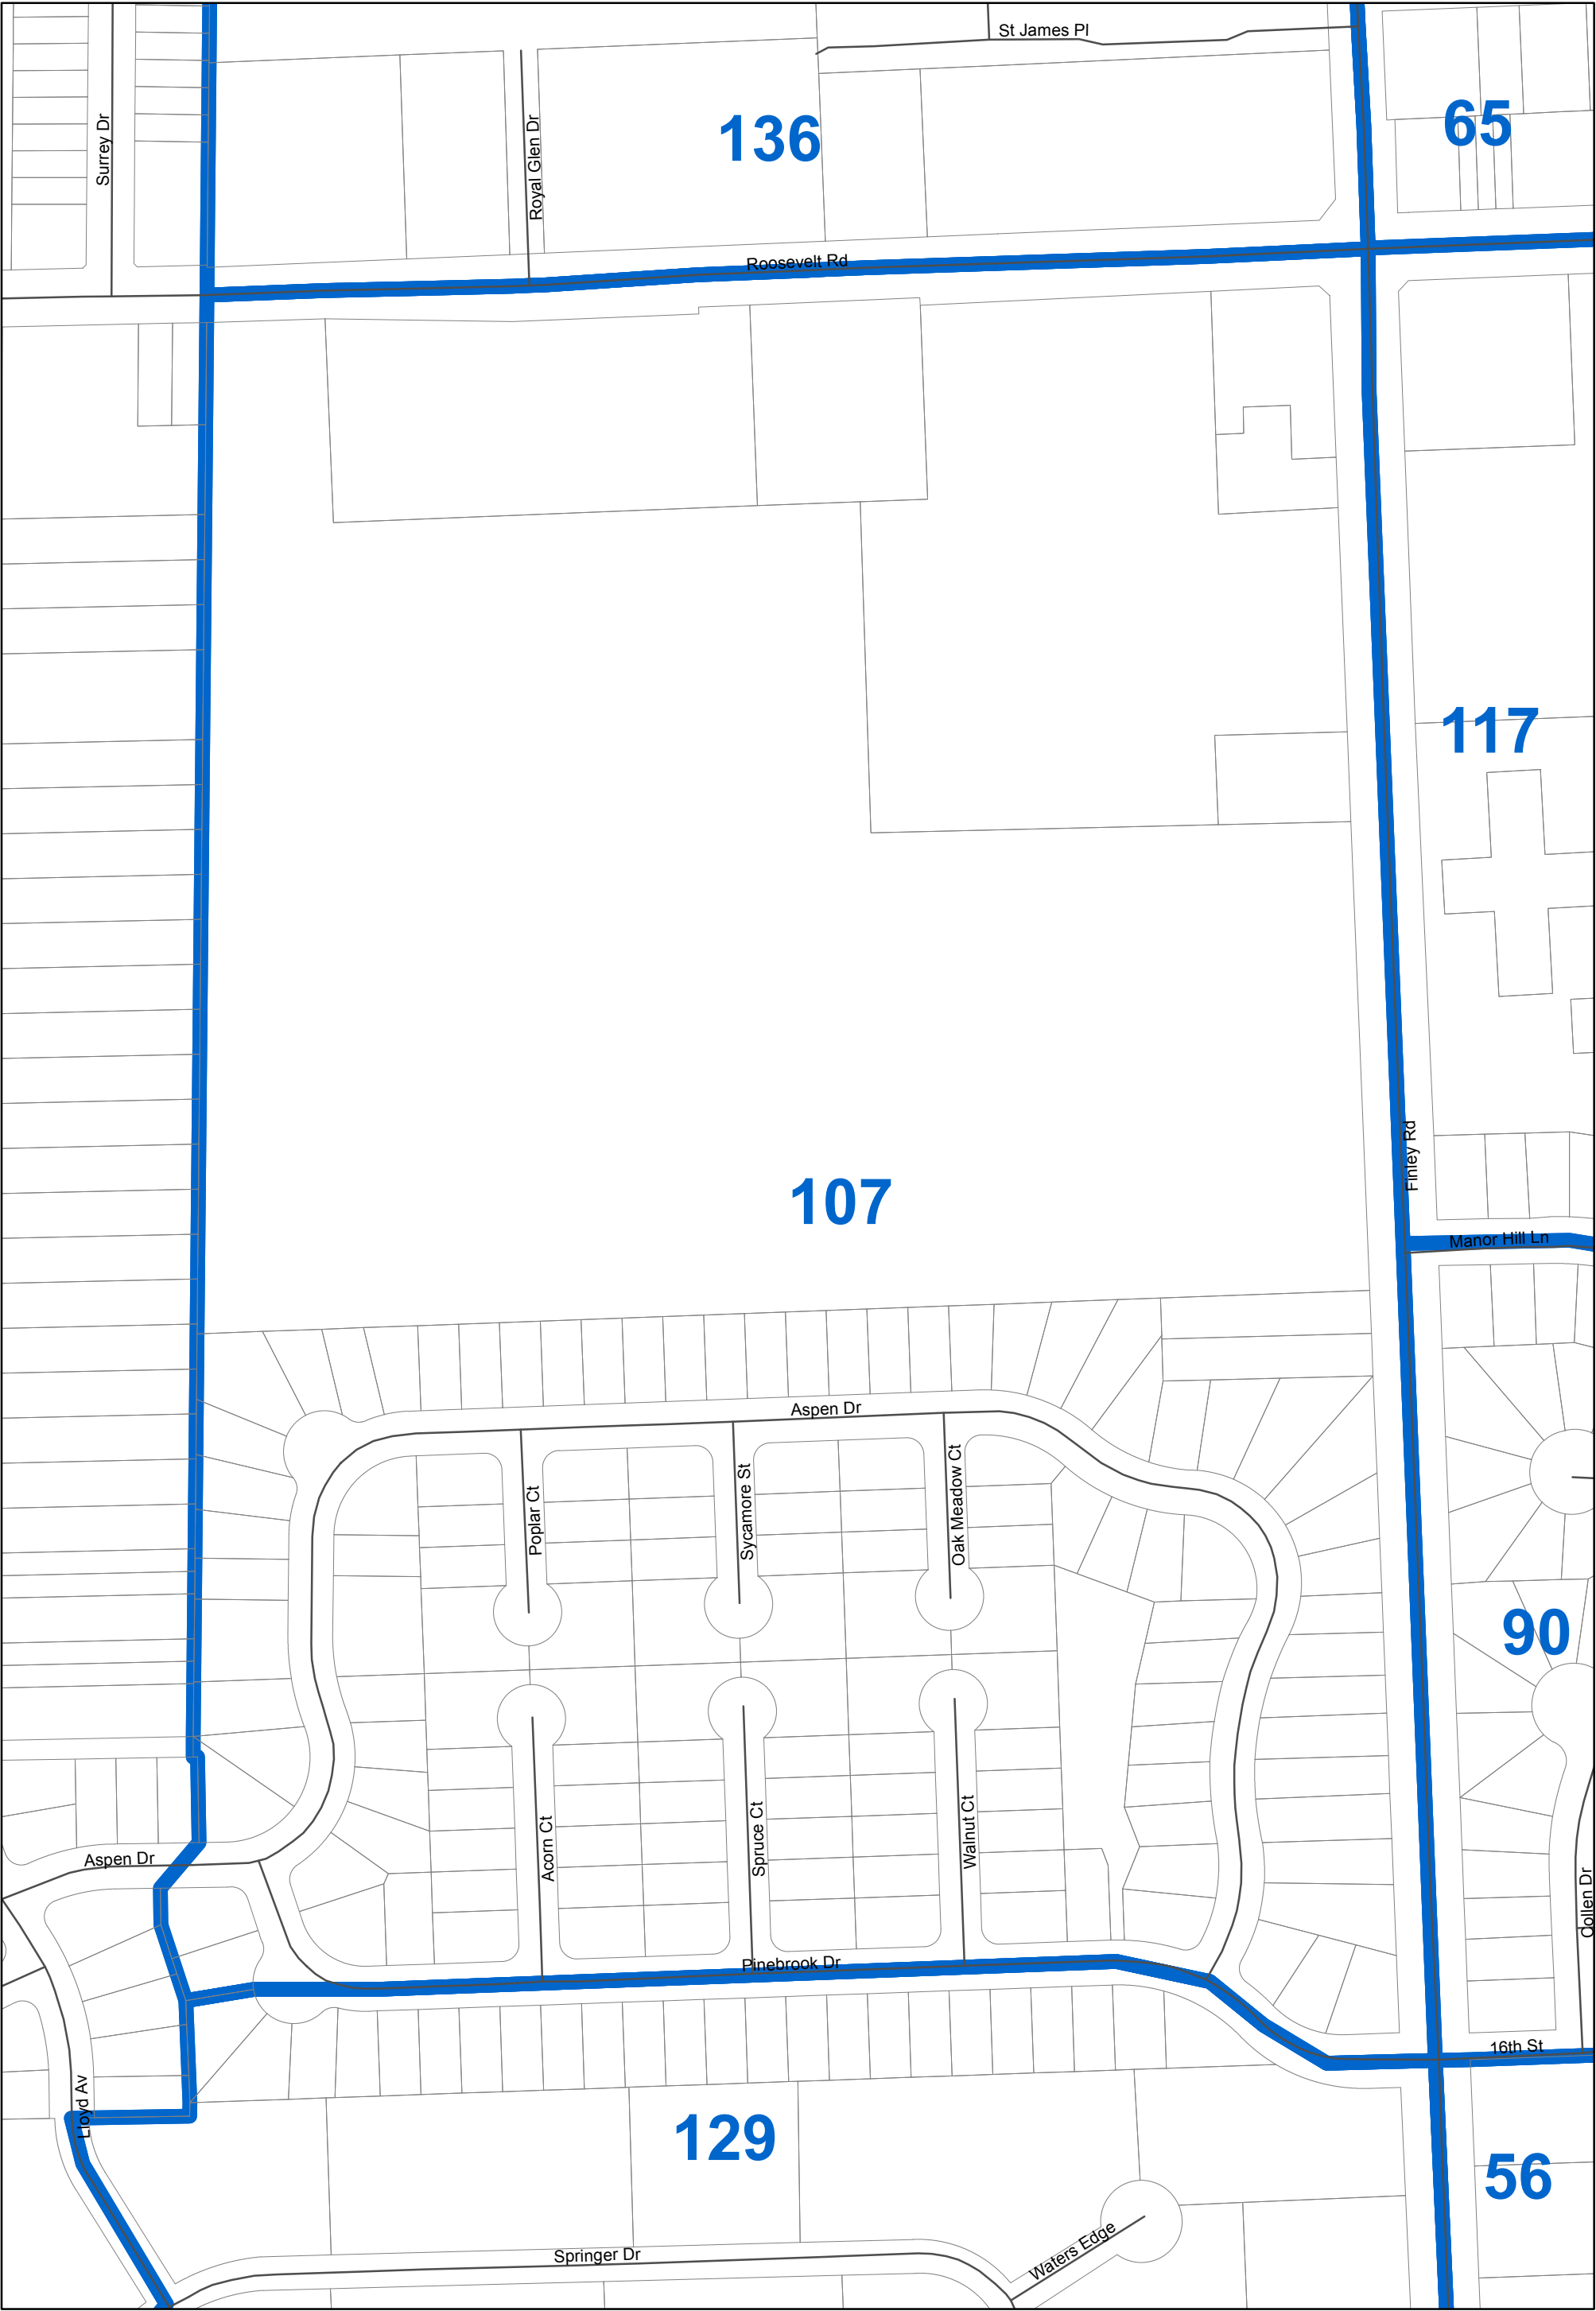 St James Pl
136
65
Surrey Dr
Royal Glen Dr
Roosevelt Rd
117
Finley Rd
107
Manor Hill Ln
Aspen Dr
Poplar Ct
Sycamore St
Oak Meadow Ct
90
Acorn Ct
Spruce Ct
Walnut Ct
Aspen Dr
Collen Dr
Pinebrook Dr
16th St
Lloyd Av
129
56
Waters Edge
Springer Dr